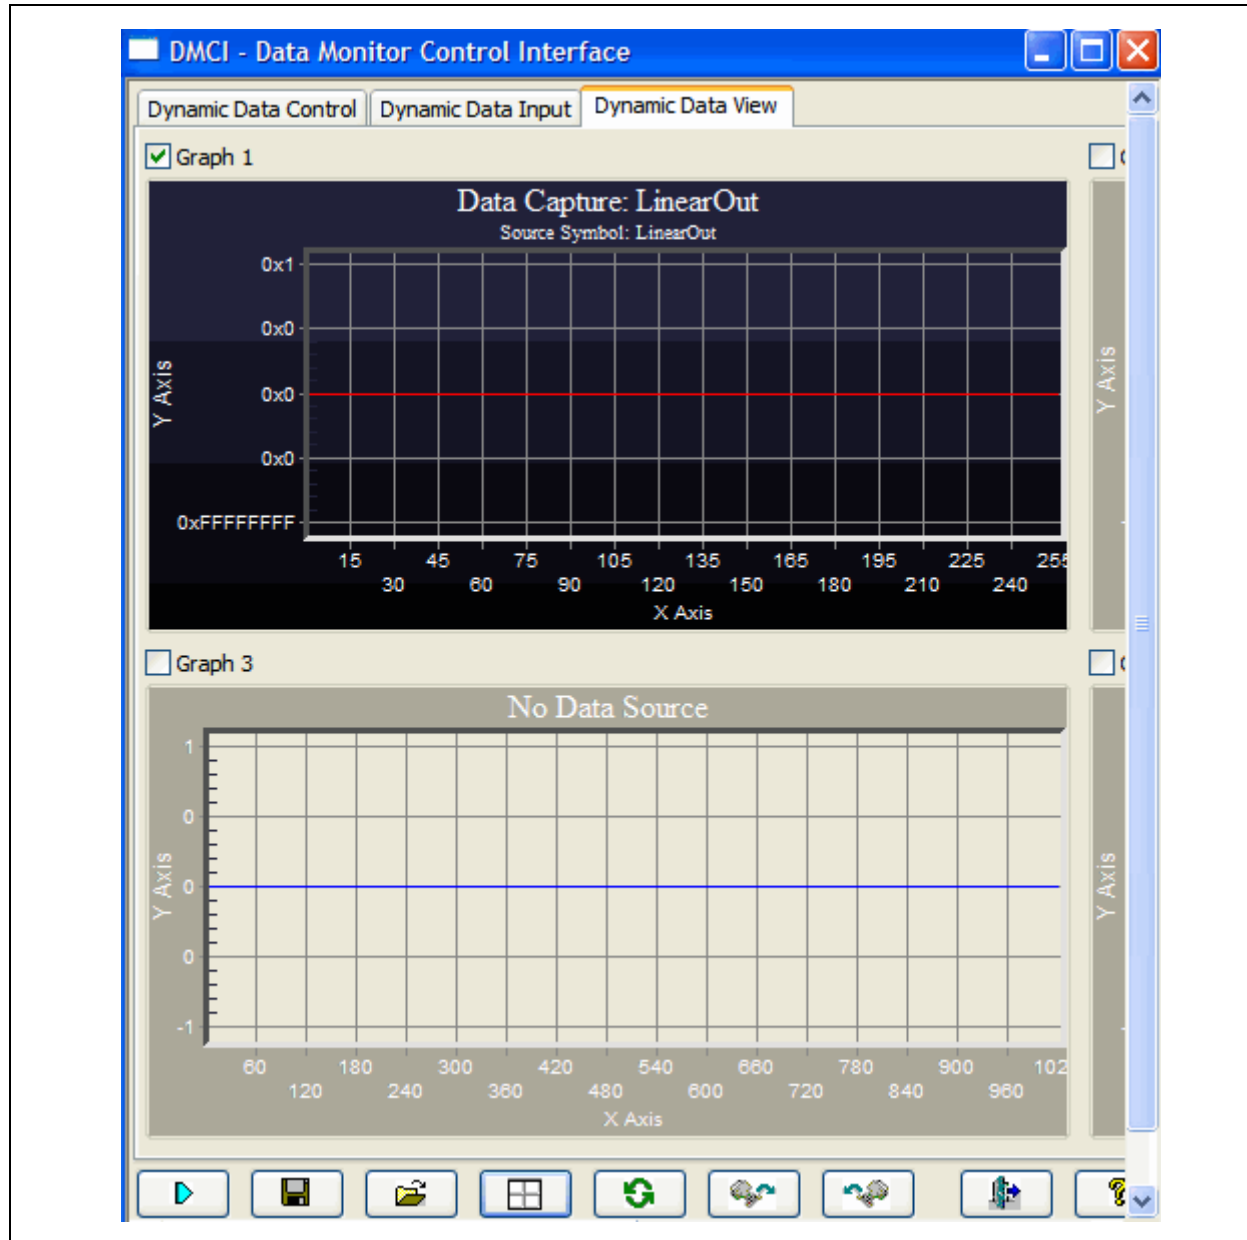 DMCI - Data Monitor Control Interface
Dynamic Data Control
Dynamic Data Input
Dynamic Data View
Graph 1
Data Capture: LinearOut
Source Symbol: LinearOut
0x1
0x0
0x0
0x0
0xFFFFFFFF
Y Axis
15 45 75 105 135 165 195 225 255
30 60 90 120 150 180 210 240
X Axis
Y Axis
Graph 3
No Data Source
1
0
0
0
-1
Y Axis
60 180 300 420 540 660 780 900 102
120 240 360 480 600 720 840 960
X Axis
Y Axis